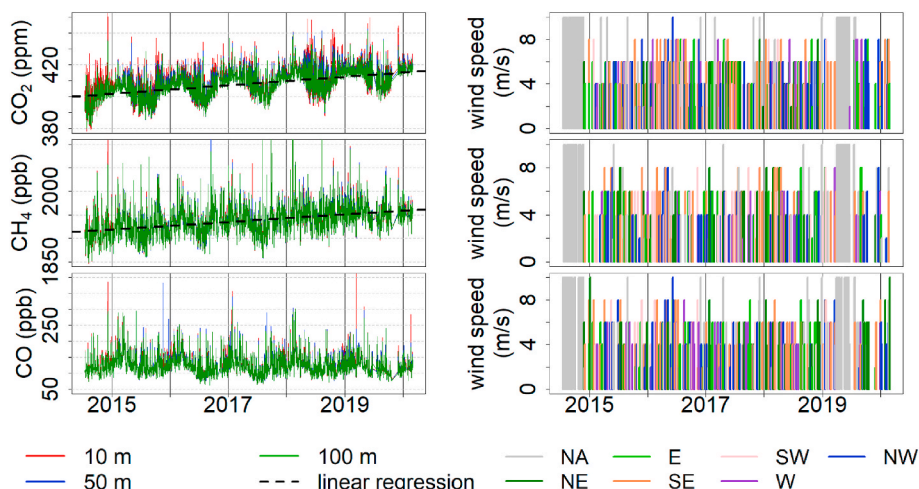 CO2 (ppm)
420
380
CH4 (ppb)
2000
1850
CO (ppb)
250
50
2015 2017 2019
wind speed
(m/s)
8
4
0
wind speed
(m/s)
8
4
0
wind speed
(m/s)
8
4
0
2015 2017 2019
10 m 100 m
50 m linear regression
NA E SW NW
NE SE W